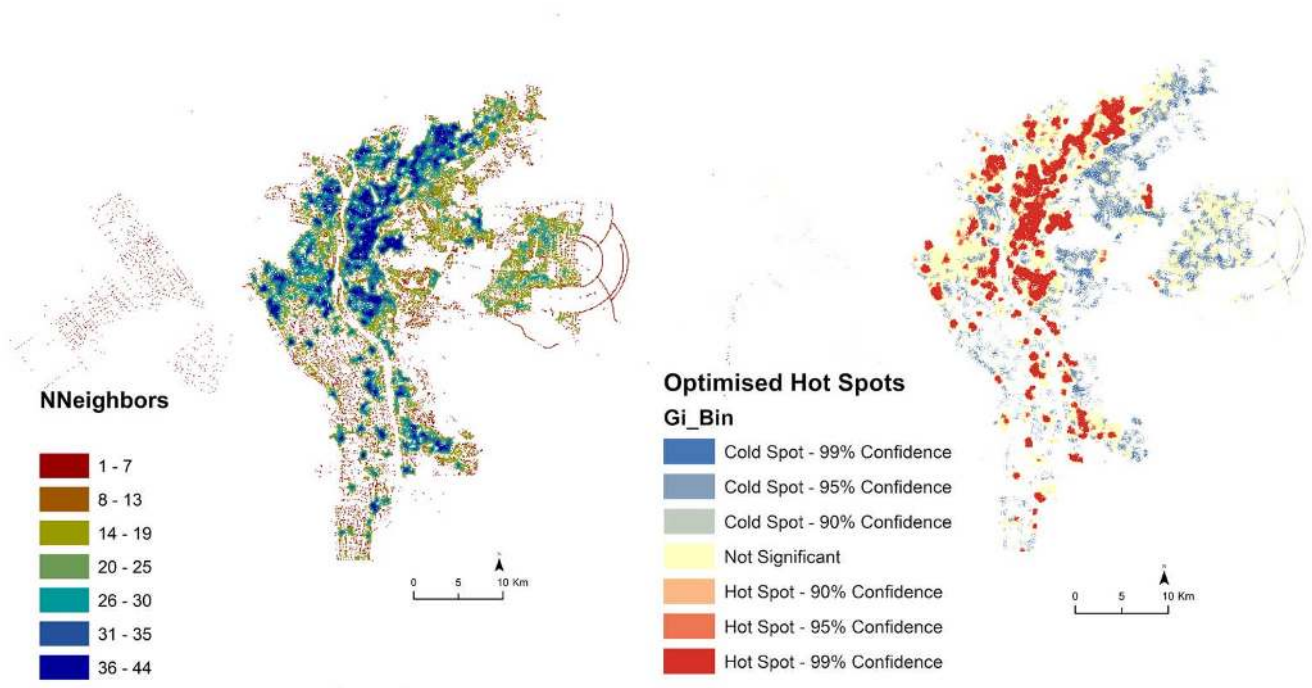 NNeighbors
1 - 7
8 - 13
14 - 19
20 - 25
26 - 30
31 - 35
36 - 44
N
0 5 10 Km
Optimised Hot Spots
Gi_Bin
Cold Spot - 99% Confidence
Cold Spot - 95% Confidence
Cold Spot - 90% Confidence
Not Significant
Hot Spot - 90% Confidence
Hot Spot - 95% Confidence
Hot Spot - 99% Confidence
N
0 5 10 Km